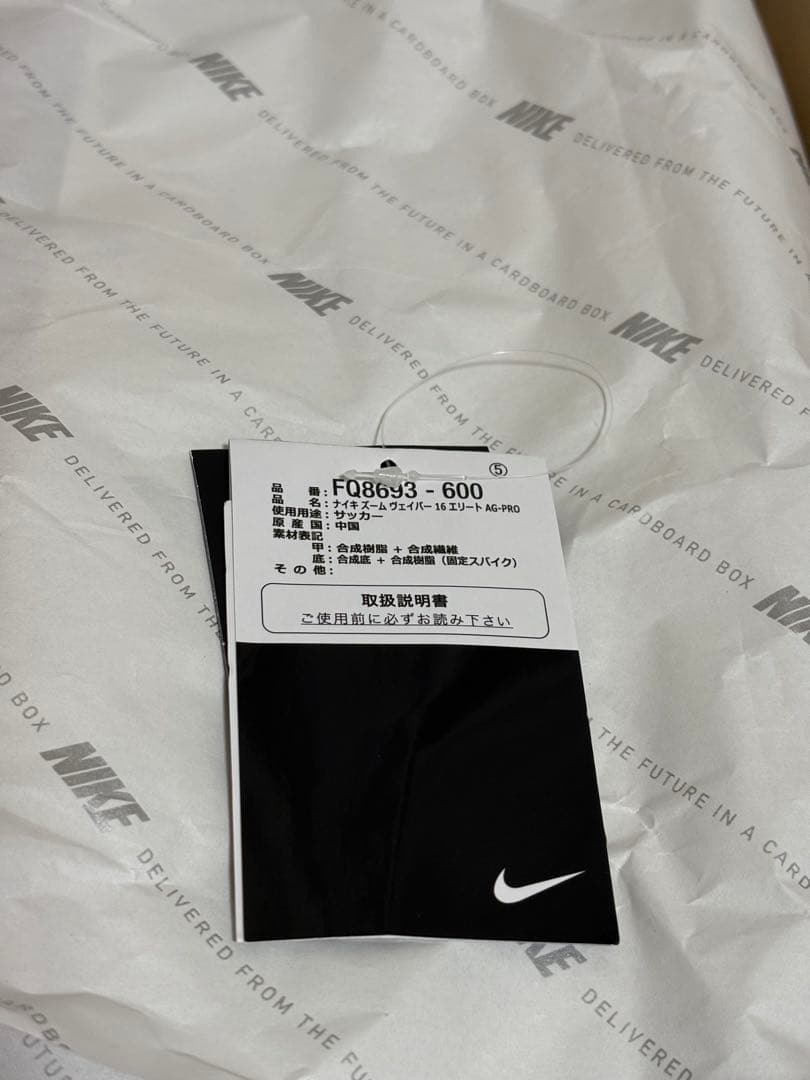 NIKE DELIVERED FROM THE FUTURE IN A CARDBOARD BOX NIKE DELIVERED FROM THE FUTURE IN A
DELIVERED FROM THE FUTURE IN A CARDBOARD BOX NIKE DELIVERED FROM THE FUTURE IN A CARDBOARD BOX
NIKE DELIVERED F
DELIVERED FROM THE FUTURE IN A CARD
NIKE
⑤
品 番:FQ8693 - 600
品 名:ナイキ ズーム ヴェイパー 16 エリート AG-PRO
使用用途:サッカー
原 産 国:中国
素材表記
甲:合成樹脂 + 合成繊維
底:合成底 + 合成樹脂(固定スパイク)
そ の 他:
取扱説明書
ご使用前に必ずお読み下さい
NIKE
THE FUTURE IN A CARDBOARD
D BOX NIKE DELIVERED FROM THE FU
DELIVERED